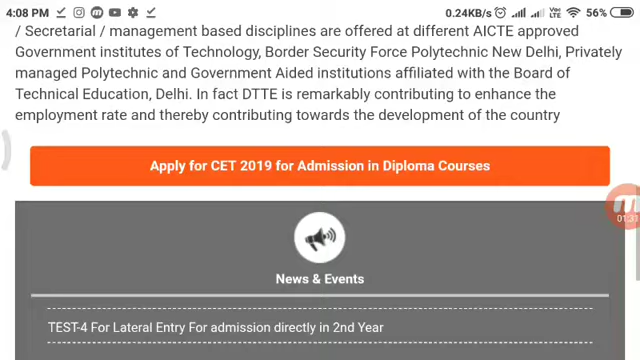 4:08 PM 0.24KB/s 56%
/ Secretarial / management based disciplines are offered at different AICTE approved
Government institutes of Technology, Border Security Force Polytechnic New Delhi, Privately
managed Polytechnic and Government Aided institutions affiliated with the Board of
Technical Education, Delhi. In fact DTTE is remarkably contributing to enhance the
employment rate and thereby contributing towards the development of the country
Apply for CET 2019 for Admission in Diploma Courses
01:31
News & Events
TEST-4 For Lateral Entry For admission directly in 2nd Year